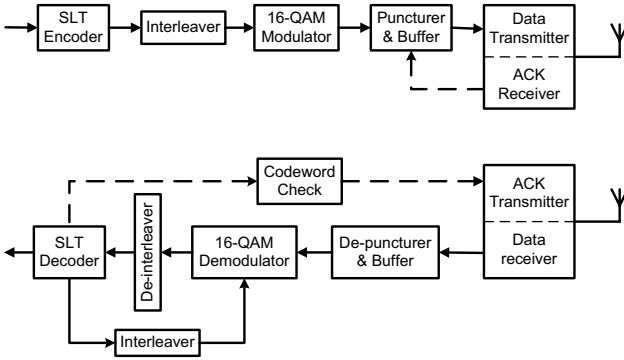 SLT
Encoder
Interleaver
16-QAM
Modulator
Puncturer
& Buffer
Data
Transmitter
ACK
Receiver
Codeword
Check
ACK
Transmitter
Data
receiver
SLT
Decoder
De-interleaver
16-QAM
Demodulator
De-puncturer
& Buffer
Interleaver